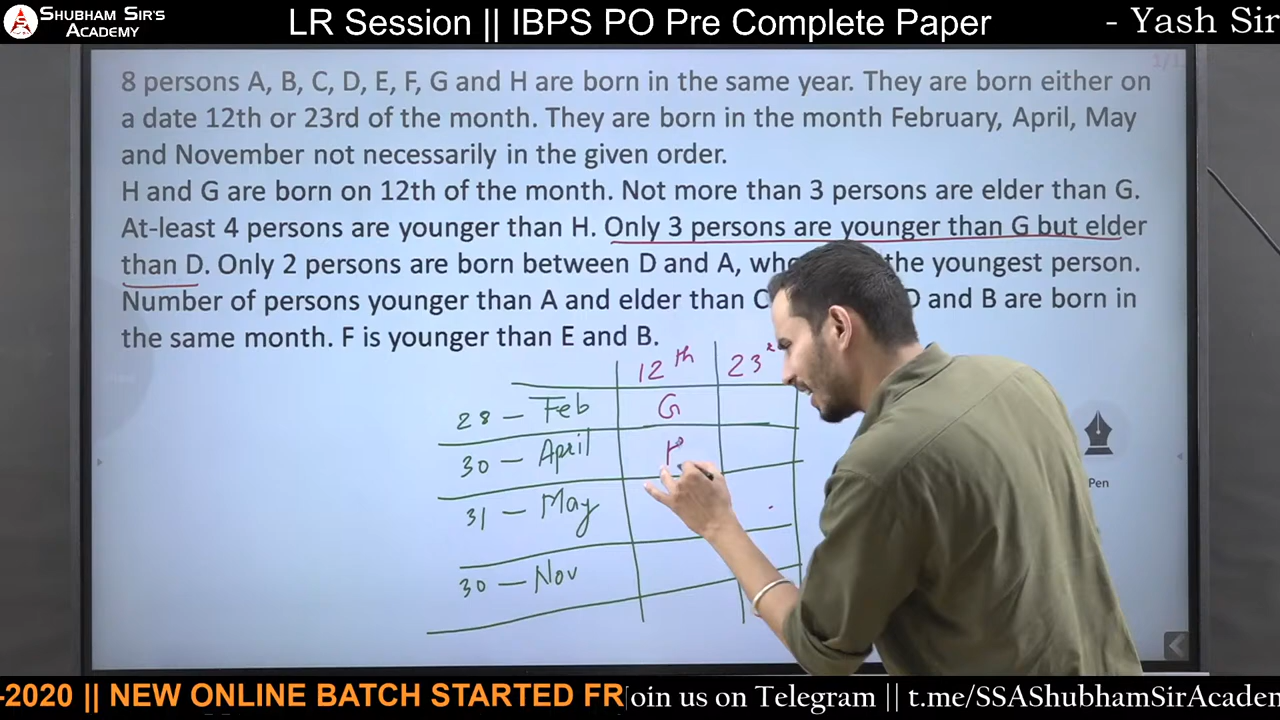 SHUBHAM SIR'S
ACADEMY
LR Session || IBPS PO Pre Complete Paper
- Yash Sir
8 persons A, B, C, D, E, F, G and H are born in the same year. They are born either on
a date 12th or 23rd of the month. They are born in the month February, April, May
and November not necessarily in the given order.
H and G are born on 12th of the month. Not more than 3 persons are elder than G.
At-least 4 persons are younger than H. Only 3 persons are younger than G but elder
than D. Only 2 persons are born between D and A, the youngest person.
Number of persons younger than A and elder than and B are born in
the same month. F is younger than E and B.
12th 23
28 - Feb G
30 - April
31 - May
30 - Nov
Pen
-2020 || NEW ONLINE BATCH STARTED FR
Join us on Telegram || t.me/SSAShubhamSirAcadem